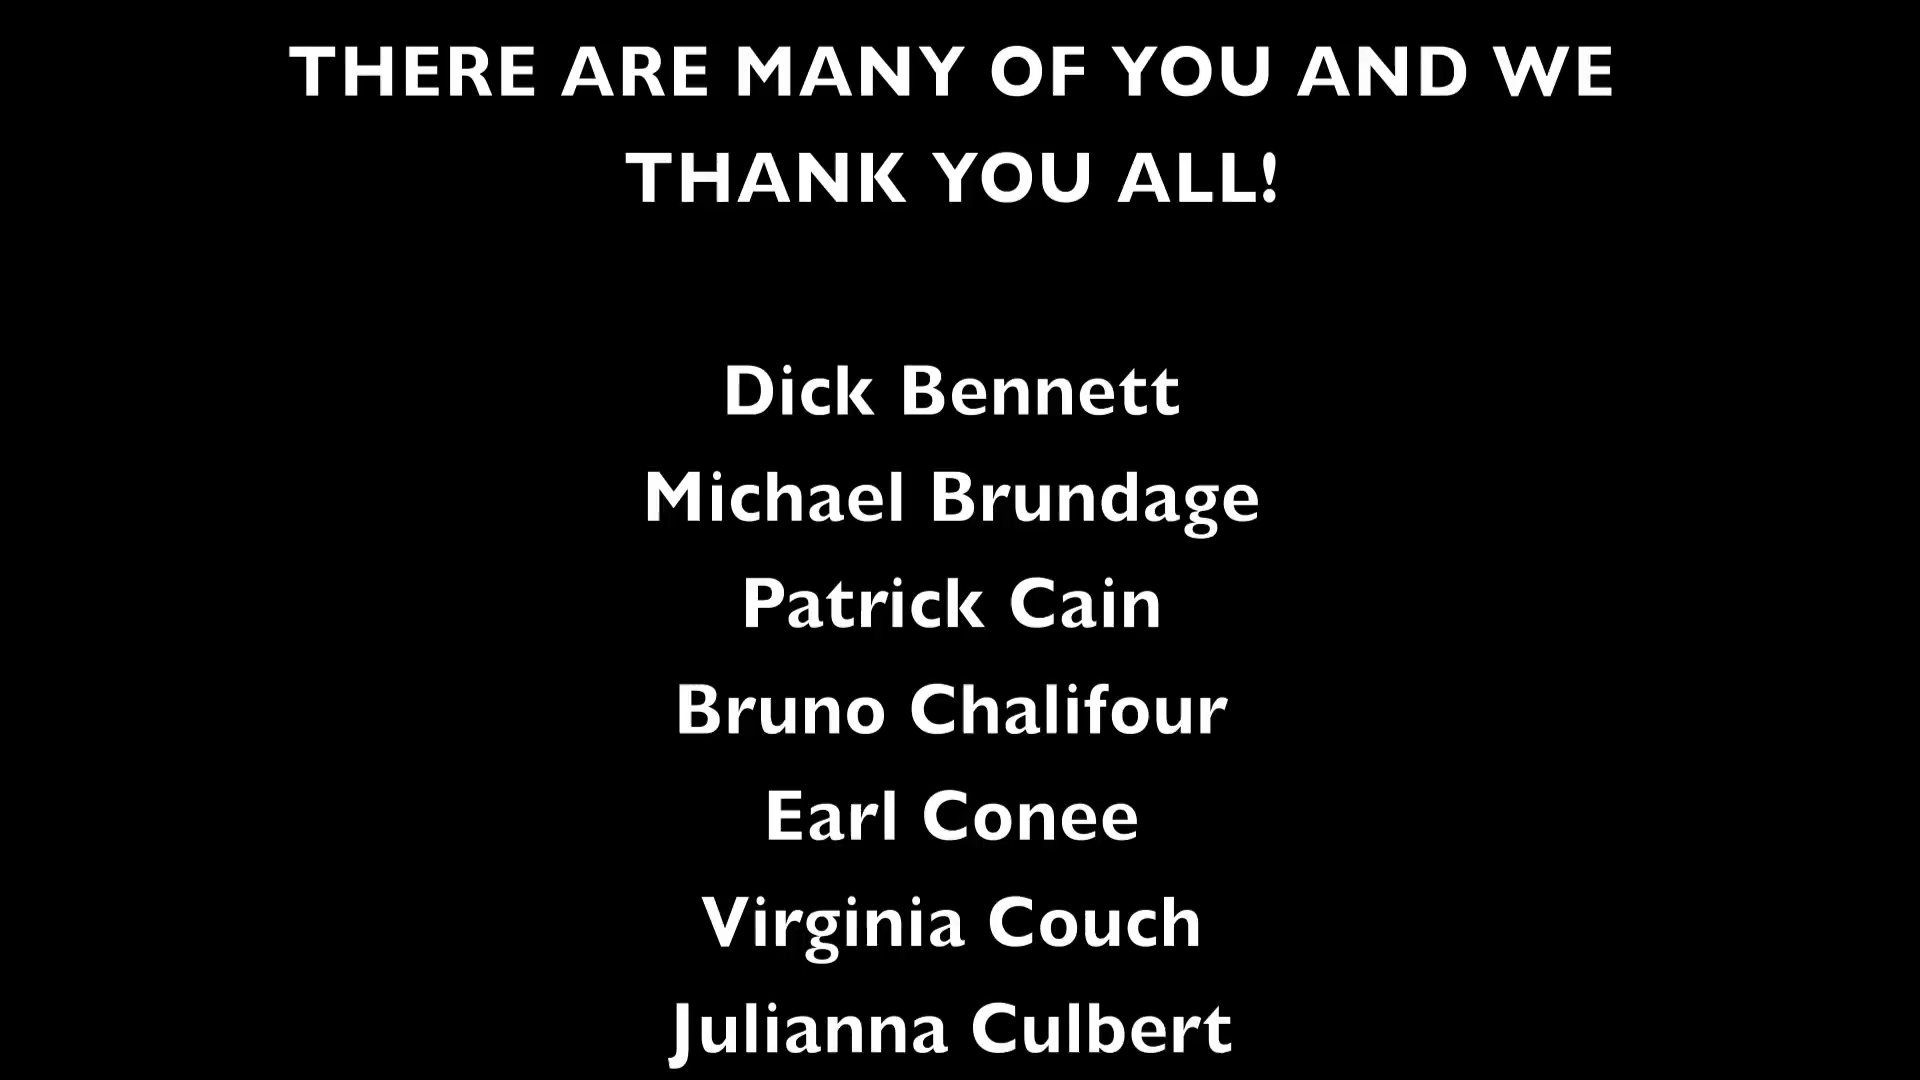 THERE ARE MANY OF YOU AND WE
THANK YOU ALL!
Dick Bennett
Michael Brundage
Patrick Cain
Bruno Chalifour
Earl Conee
Virginia Couch
Julianna Culbert